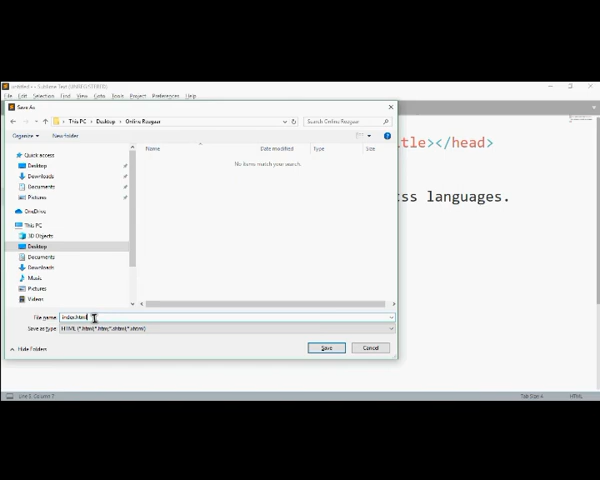 untitled • - Sublime Text (UNREGISTERED)
File Edit Selection Find View Goto Tools Project Preferences Help
Save As
This PC > Desktop > Online Rozgaar
Search Online Rozgaar
Organize
New folder
Name
Date modified
Type
Size
No items match your search.
Quick access
Desktop
Downloads
Documents
Pictures
OneDrive
This PC
3D Objects
Desktop
Documents
Downloads
Music
Pictures
Videos
tle></head>
ss languages.
File name: index.html
Save as type: HTML (*.html;*.htm;*.shtml;*.xhtml)
Hide Folders
Save
Cancel
Line 5, Column 7
Tab Size: 4
HTML